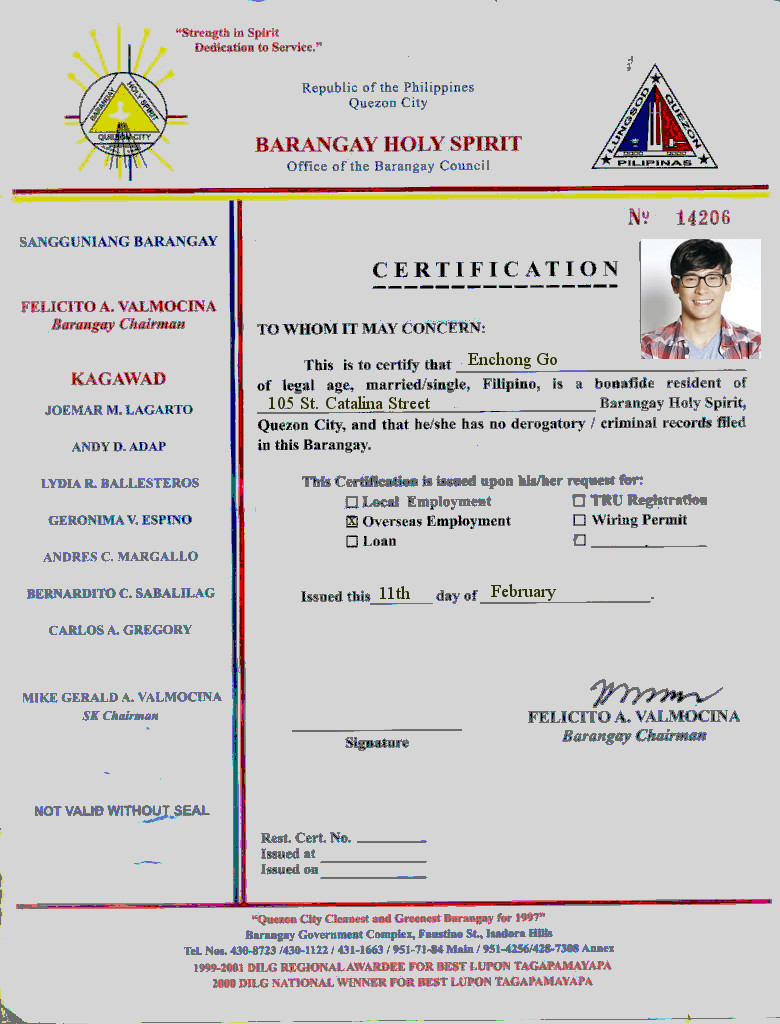 “Strength in Spirit
Dedication to Service.”
BARANGAY HOLY SPIRIT
QUEZON CITY
Republic of the Philippines
Quezon City
BARANGAY HOLY SPIRIT
Office of the Barangay Council
LUNGSOD QUEZON
PILIPINAS
Nº 14206
SANGGUNIANG BARANGAY
FELICITO A. VALMOCINA
Barangay Chairman
KAGAWAD
JOEMAR M. LAGARTO
ANDY D. ADAP
LYDIA R. BALLESTEROS
GERONIMA V. ESPINO
ANDRES C. MARGALLO
BERNARDITO C. SABALILAG
CARLOS A. GREGORY
MIKE GERALD A. VALMOCINA
SK Chairman
NOT VALID WITHOUT SEAL
CERTIFICATION
TO WHOM IT MAY CONCERN:
This is to certify that Enchong Go
of legal age, married/single, Filipino, is a bonafide resident of
105 St. Catalina Street Barangay Holy Spirit,
Quezon City, and that he/she has no derogatory / criminal records filed
in this Barangay.
This Certification is issued upon his/her request for:
☐ Local Employment ☐ TRU Registration
☒ Overseas Employment ☐ Wiring Permit
☐ Loan ☐ ____________
Issued this 11th day of February.
FELICITO A. VALMOCINA
Barangay Chairman
Signature
Rest. Cert. No.
Issued at
Issued on
“Quezon City Cleanest and Greenest Barangay for 1997”
Barangay Government Complex, Faustino St., Isadora Hills
Tel. Nos. 430-8723 /430-1122 / 431-1663 / 951-71-84 Main / 951-4256/428-7308 Annex
1999-2001 DILG REGIONAL AWARDEE FOR BEST LUPON TAGAPAMAYAPA
2000 DILG NATIONAL WINNER FOR BEST LUPON TAGAPAMAYAPA